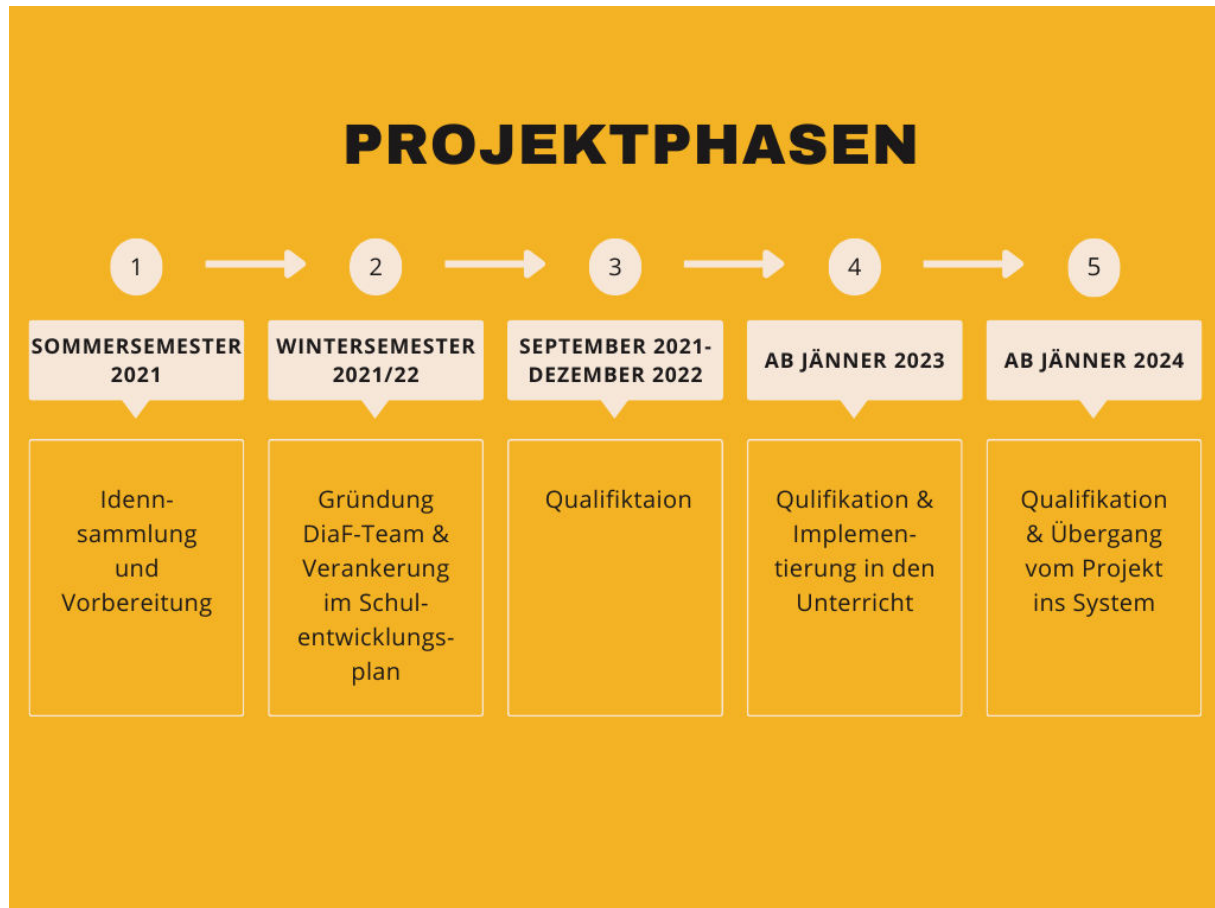 PROJEKTPHASEN
1
2
3
4
5
SOMMERSEMESTER
2021
WINTERSEMESTER
2021/22
SEPTEMBER 2021-
DEZEMBER 2022
AB JÄNNER 2023
AB JÄNNER 2024
Idenn-
sammlung
und
Vorbereitung
Gründung
DiaF-Team &
Verankerung
im Schul-
entwicklungs-
plan
Qualifiktaion
Qulifikation &
Implemen-
tierung in den
Unterricht
Qualifikation
& Übergang
vom Projekt
ins System